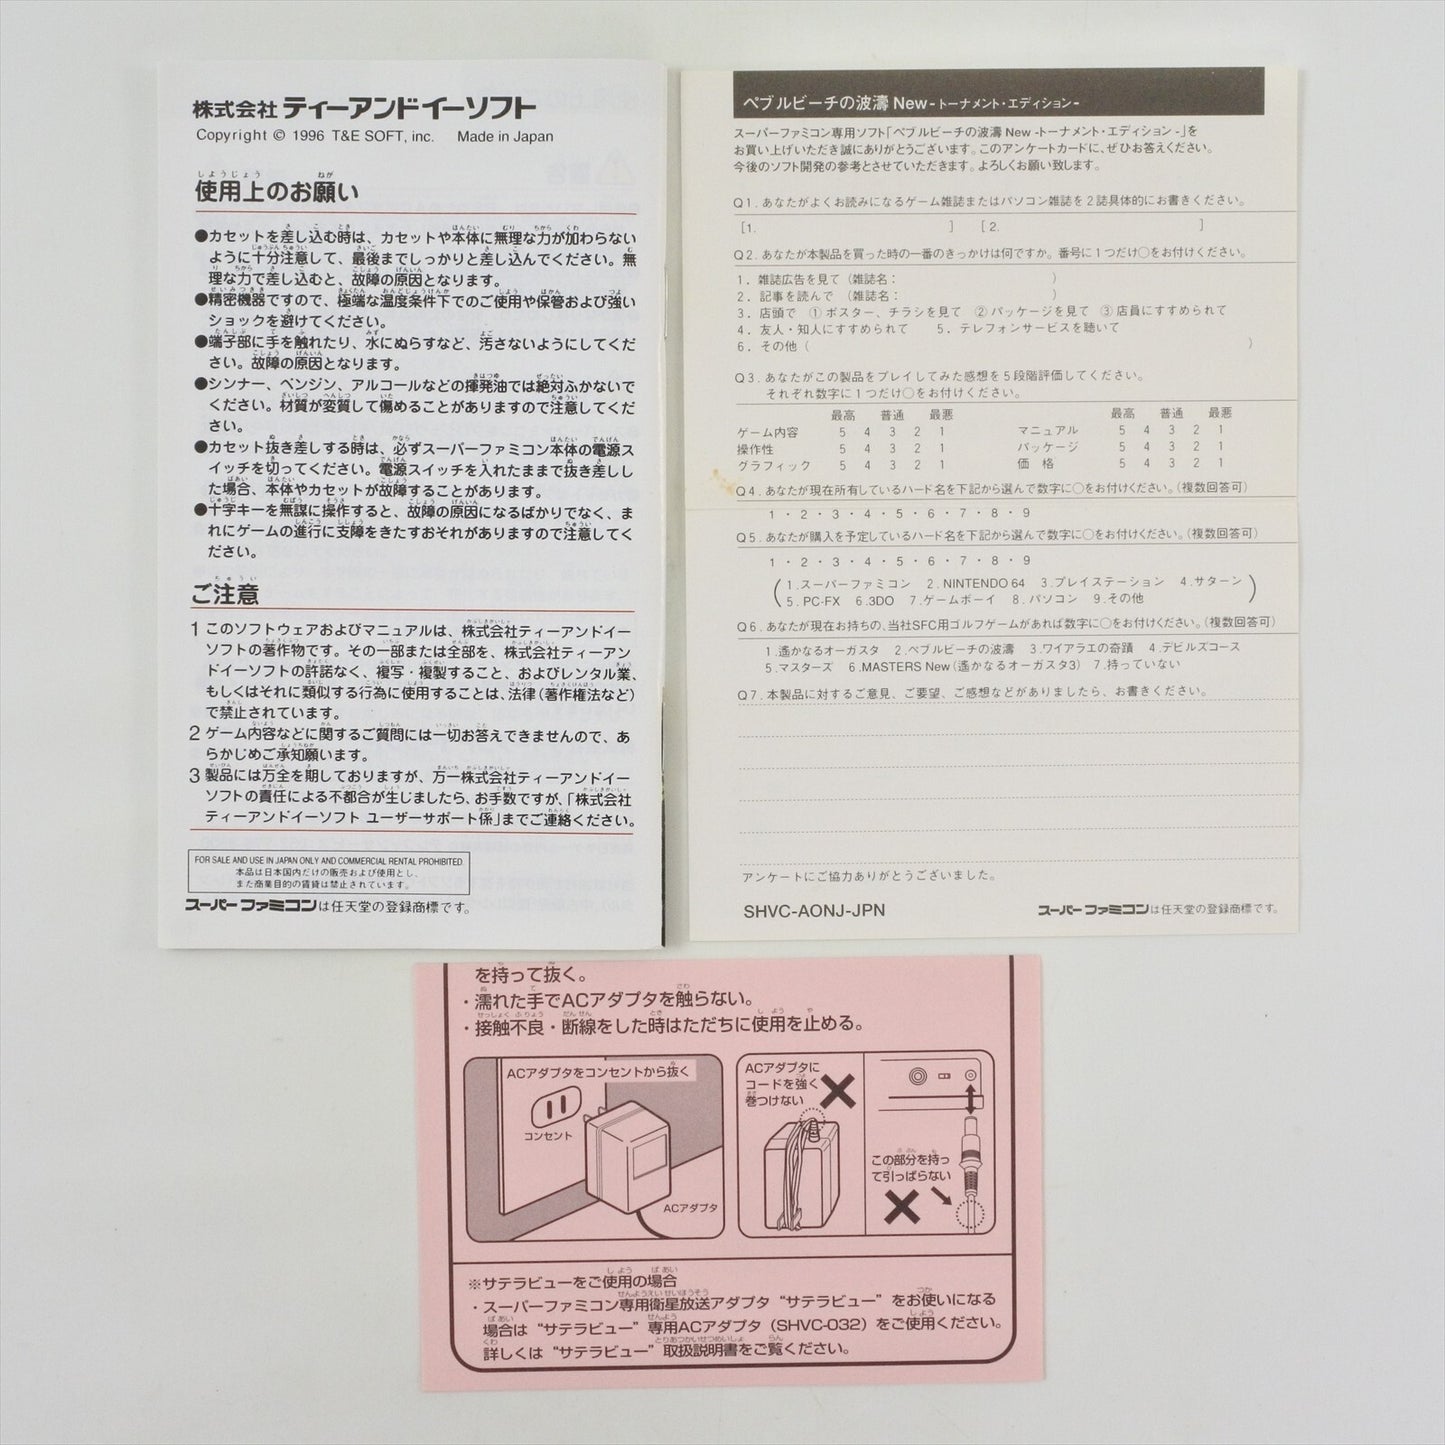 株式会社 ティーアンドイーソフト
Copyright © 1996 T&E SOFT, inc. Made in Japan
使用上のお願い
●カセットを差し込む時は、カセットや本体に無理な力が加わらない
ように十分注意して、最後までしっかりと差し込んでください。無
理な力で差し込むと、故障の原因となります。
●精密機器ですので、極端な温度条件下でのご使用や保管および強い
ショックを避けてください。
●端子部に手を触れたり、水にぬらすなど、汚さないようにしてくだ
さい。故障の原因となります。
●シンナー、ベンジン、アルコールなどの揮発油では絶対ふかないで
ください。材質が変質して傷めることがありますので注意してくだ
さい。
●カセット抜き差しする時は、必ずスーパーファミコン本体の電源ス
イッチを切ってください。電源スイッチを入れたままで抜き差しし
た場合、本体やカセットが故障することがあります。
●十字キーを無謀に操作すると、故障の原因になるばかりでなく、ま
れにゲームの進行に支障をきたすおそれがありますので注意してく
ださい。
ご注意
1 このソフトウェアおよびマニュアルは、株式会社ティーアンドイー
ソフトの著作物です。その一部または全部を、株式会社ティーアン
ドイーソフトの許諾なく、複写・複製すること、およびレンタル業、
もしくはそれに類似する行為に使用することは、法律(著作権法など)
で禁止されています。
2 ゲーム内容などに関するご質問には一切お答えできませんので、あ
らかじめご承知願います。
3 製品には万全を期しておりますが、万一株式会社ティーアンドイー
ソフトの責任による不都合が生じましたら、お手数ですが、「株式会社
ティーアンドイーソフト ユーザーサポート係」までご連絡ください。
FOR SALE AND USE IN JAPAN ONLY AND COMMERCIAL RENTAL PROHIBITED
本品は日本国内だけの販売および使用とし、
また商業目的の賃貸は禁止されています。
スーパーファミコンは任天堂の登録商標です。
ペブルビーチの波濤 New -トーナメント・エディション-
スーパーファミコン専用ソフト「ペブルビーチの波濤 New -トーナメント・エディション-」を
お買い上げいただき誠にありがとうございます。このアンケートカードに、ぜひお答えください。
今後のソフト開発の参考とさせていただきます。よろしくお願い致します。
Q1. あなたがよくお読みになるゲーム雑誌またはパソコン雑誌を2誌具体的にお書きください。
[1. ] [2. ]
Q2. あなたが本製品を買った時の一番のきっかけは何ですか。番号に1つだけ○をお付けください。
1. 雑誌広告を見て (雑誌名: )
2. 記事を読んで (雑誌名: )
3. 店頭で ①ポスター、チラシを見て ②パッケージを見て ③店員にすすめられて
4. 友人・知人にすすめられて 5. テレフォンサービスを聴いて
6. その他 ( )
Q3. あなたがこの製品をプレイしてみた感想を5段階評価してください。
それぞれ数字に1つだけ○をお付けください。
最高 普通 最悪 最高 普通 最悪
ゲーム内容 5 4 3 2 1 マニュアル 5 4 3 2 1
操作性 5 4 3 2 1 パッケージ 5 4 3 2 1
グラフィック 5 4 3 2 1 価 格 5 4 3 2 1
Q4. あなたが現在所有しているハード名を下記から選んで数字に○をお付けください。(複数回答可)
1・2・3・4・5・6・7・8・9
Q5. あなたが購入を予定しているハード名を下記から選んで数字に○をお付けください。(複数回答可)
1・2・3・4・5・6・7・8・9
(1.スーパーファミコン 2.NINTENDO 64 3.プレイステーション 4.サターン
5.PC-FX 6.3DO 7.ゲームボーイ 8.パソコン 9.その他)
Q6. あなたが現在お持ちの、当社SFC用ゴルフゲームがあれば数字に○をお付けください。(複数回答可)
1.遙かなるオーガスタ 2.ペブルビーチの波濤 3.ワイアラエの奇蹟 4.デビルズコース
5.マスターズ 6.MASTERS New(遙かなるオーガスタ3) 7.持っていない
Q7. 本製品に対するご意見、ご要望、ご感想などがありましたら、お書きください。
アンケートにご協力ありがとうございました。
SHVC-AONJ-JPN
スーパーファミコンは任天堂の登録商標です。
を持って抜く。
・濡れた手でACアダプタを触らない。
・接触不良・断線をした時はただちに使用を止める。
ACアダプタをコンセントから抜く
コンセント
ACアダプタ
ACアダプタに
コードを強く
巻つけない
この部分を持っ
て引っぱらない
※サテラビューをご使用の場合
・スーパーファミコン専用衛星放送アダプタ“サテラビュー”をお使いになる
場合は“サテラビュー”専用ACアダプタ(SHVC-032)をご使用ください。
詳しくは“サテラビュー”取扱説明書をご覧ください。